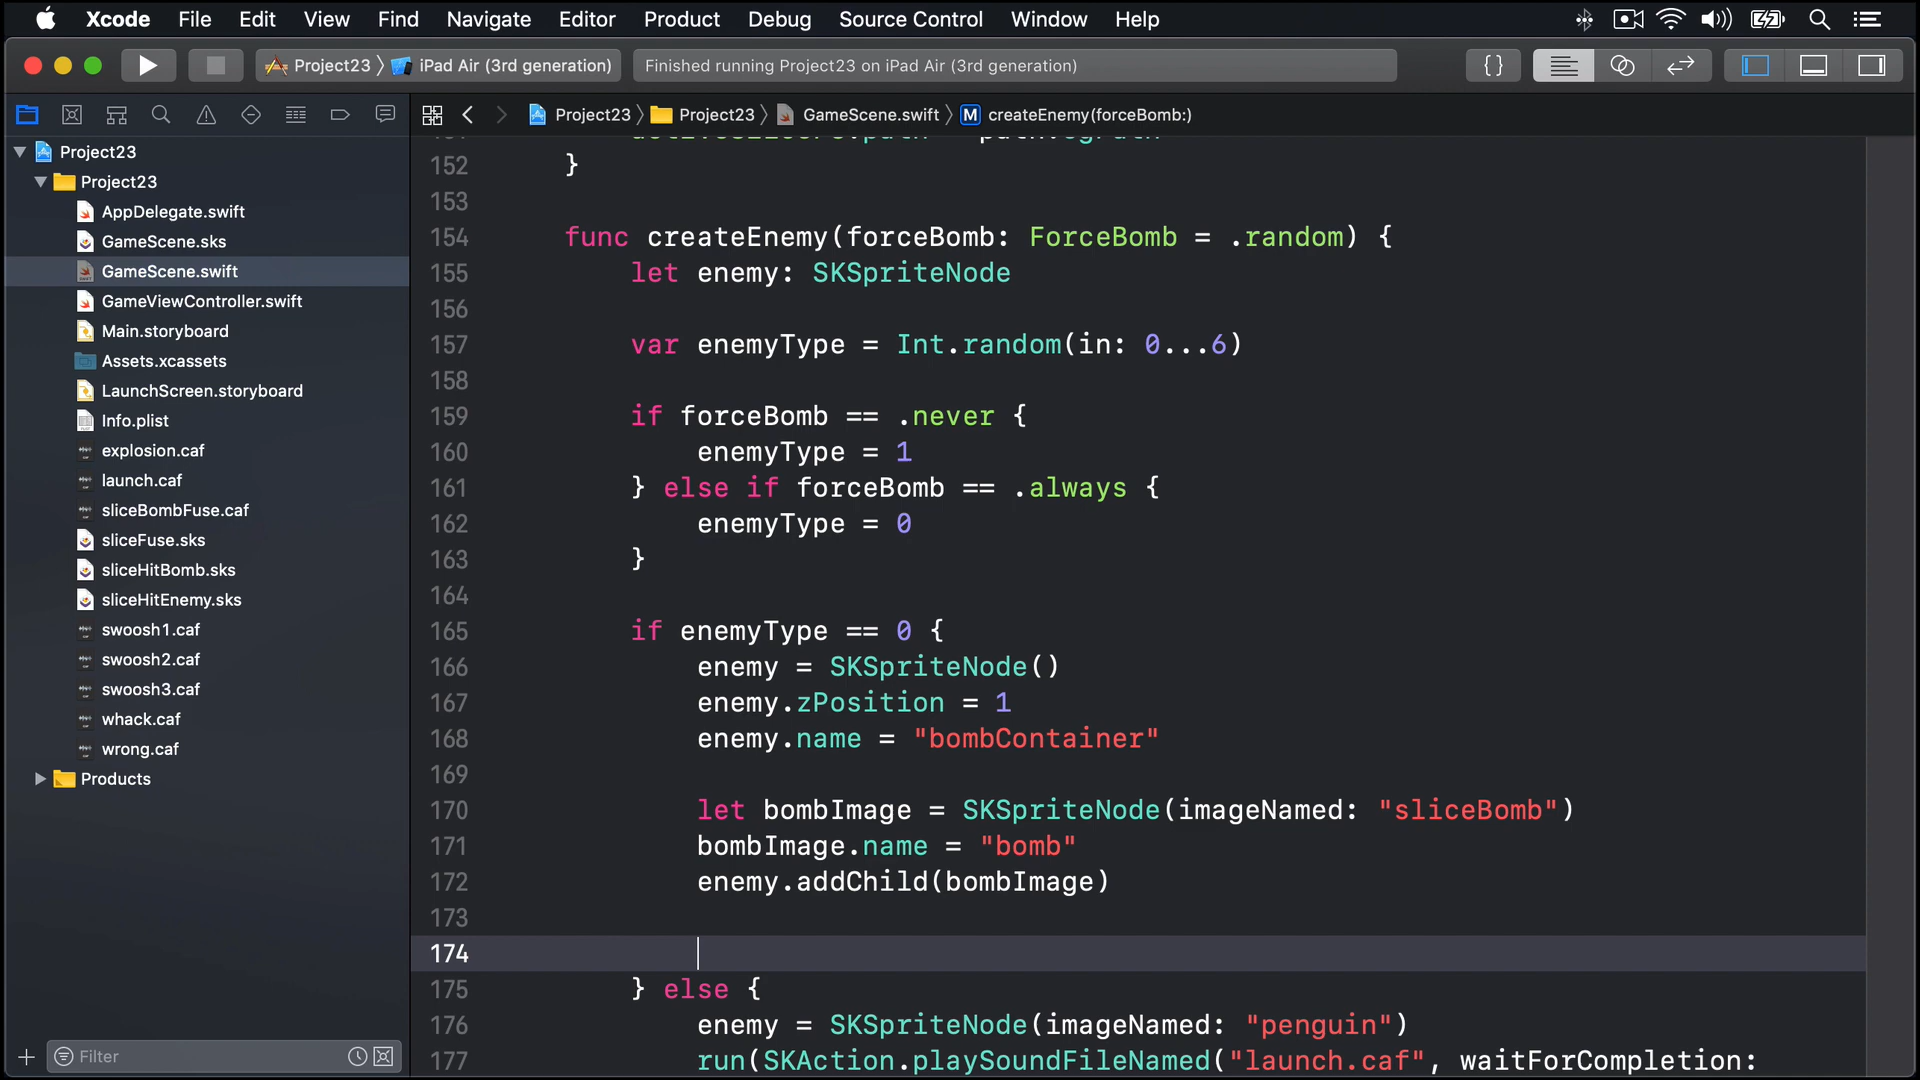 Xcode File Edit View Find Navigate Editor Product Debug Source Control Window Help
Project23 iPad Air (3rd generation)
Finished running Project23 on iPad Air (3rd generation)
Project23 Project23 GameScene.swift M createEnemy(forceBomb:)
Project23
Project23
AppDelegate.swift
GameScene.sks
GameScene.swift
GameViewController.swift
Main.storyboard
Assets.xcassets
LaunchScreen.storyboard
Info.plist
explosion.caf
launch.caf
sliceBombFuse.caf
sliceFuse.sks
sliceHitBomb.sks
sliceHitEnemy.sks
swoosh1.caf
swoosh2.caf
swoosh3.caf
whack.caf
wrong.caf
Products
Filter
152 }
153
154 func createEnemy(forceBomb: ForceBomb = .random) {
155 let enemy: SKSpriteNode
156
157 var enemyType = Int.random(in: 0...6)
158
159 if forceBomb == .never {
160 enemyType = 1
161 } else if forceBomb == .always {
162 enemyType = 0
163 }
164
165 if enemyType == 0 {
166 enemy = SKSpriteNode()
167 enemy.zPosition = 1
168 enemy.name = "bombContainer"
169
170 let bombImage = SKSpriteNode(imageNamed: "sliceBomb")
171 bombImage.name = "bomb"
172 enemy.addChild(bombImage)
173
174
175 } else {
176 enemy = SKSpriteNode(imageNamed: "penguin")
177 run(SKAction.playSoundFileNamed("launch.caf", waitForCompletion: